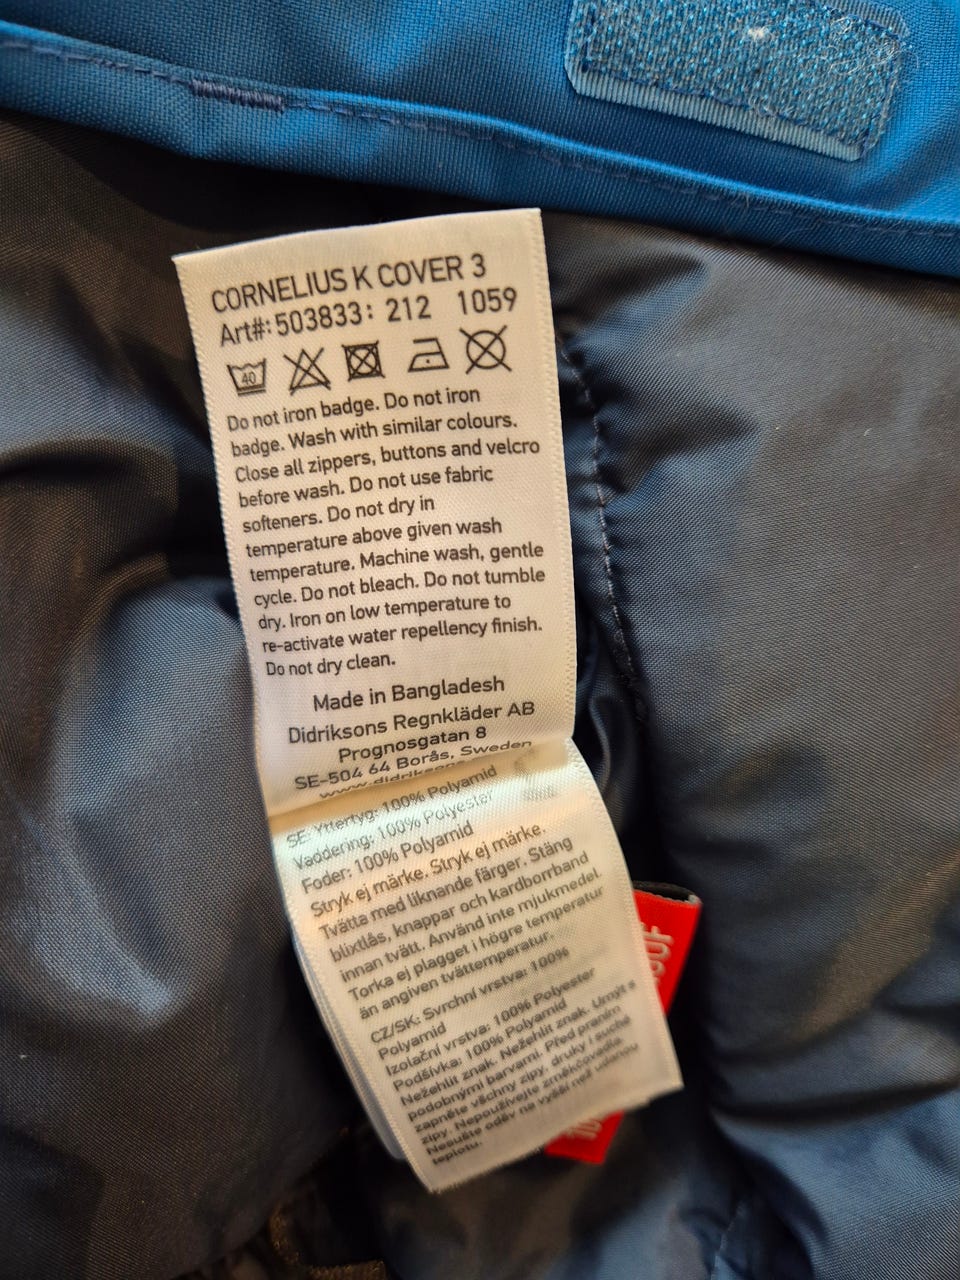 CORNELIUS K COVER 3
Art#: 503833: 212 1059
40
Do not iron badge. Do not iron
badge. Wash with similar colours.
Close all zippers, buttons and velcro
before wash. Do not use fabric
softeners. Do not dry in
temperature above given wash
temperature. Machine wash, gentle
cycle. Do not bleach. Do not tumble
dry. Iron on low temperature to
re-activate water repellency finish.
Do not dry clean.
Made in Bangladesh
Didriksons Regnkläder AB
Prognosgatan 8
SE-504 64 Borås, Sweden
SE: Yttertyg: 100% Polyamid
Vaddering: 100% Polyester
Foder: 100% Polyamid
Stryk ej märke. Stryk ej märke.
Tvätta med liknande färger. Stäng
blixtlås, knappar och kardborrband
innan tvätt. Använd inte mjukmedel.
Torka ej plagget i högre temperatur
än angiven tvättemperatur.
CZ/SK: Svrchní vrstva: 100%
Polyamid
Izolační vrstva: 100% Polyester
Podšívka: 100% Polyamid
Nežehlit znak. Nežehlit znak. Umýt s
podobnými barvami. Před praním
zapněte všechny zipy, druky i suché
zipy. Nepoužívejte změkčovadla.
Nesušte oděv na vyšší než udanou
teplotu.